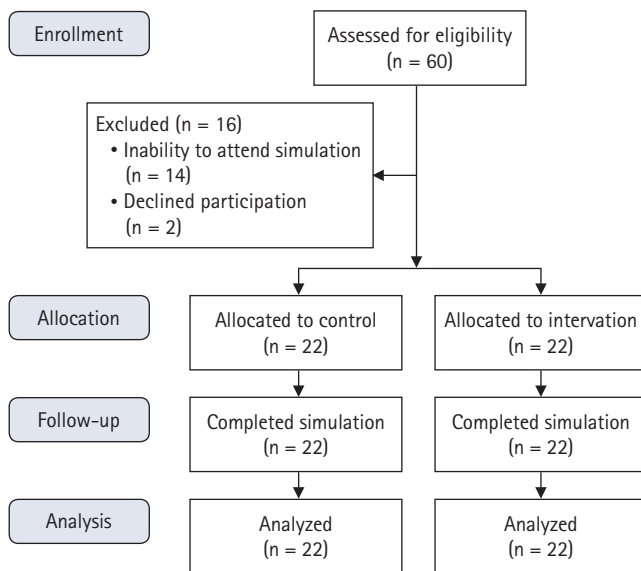 Enrollment
Assessed for eligibility
(n = 60)
Excluded (n = 16)
• Inability to attend simulation
(n = 14)
• Declined participation
(n = 2)
Allocation
Allocated to control
(n = 22)
Allocated to intervation
(n = 22)
Follow-up
Completed simulation
(n = 22)
Completed simulation
(n = 22)
Analysis
Analyzed
(n = 22)
Analyzed
(n = 22)